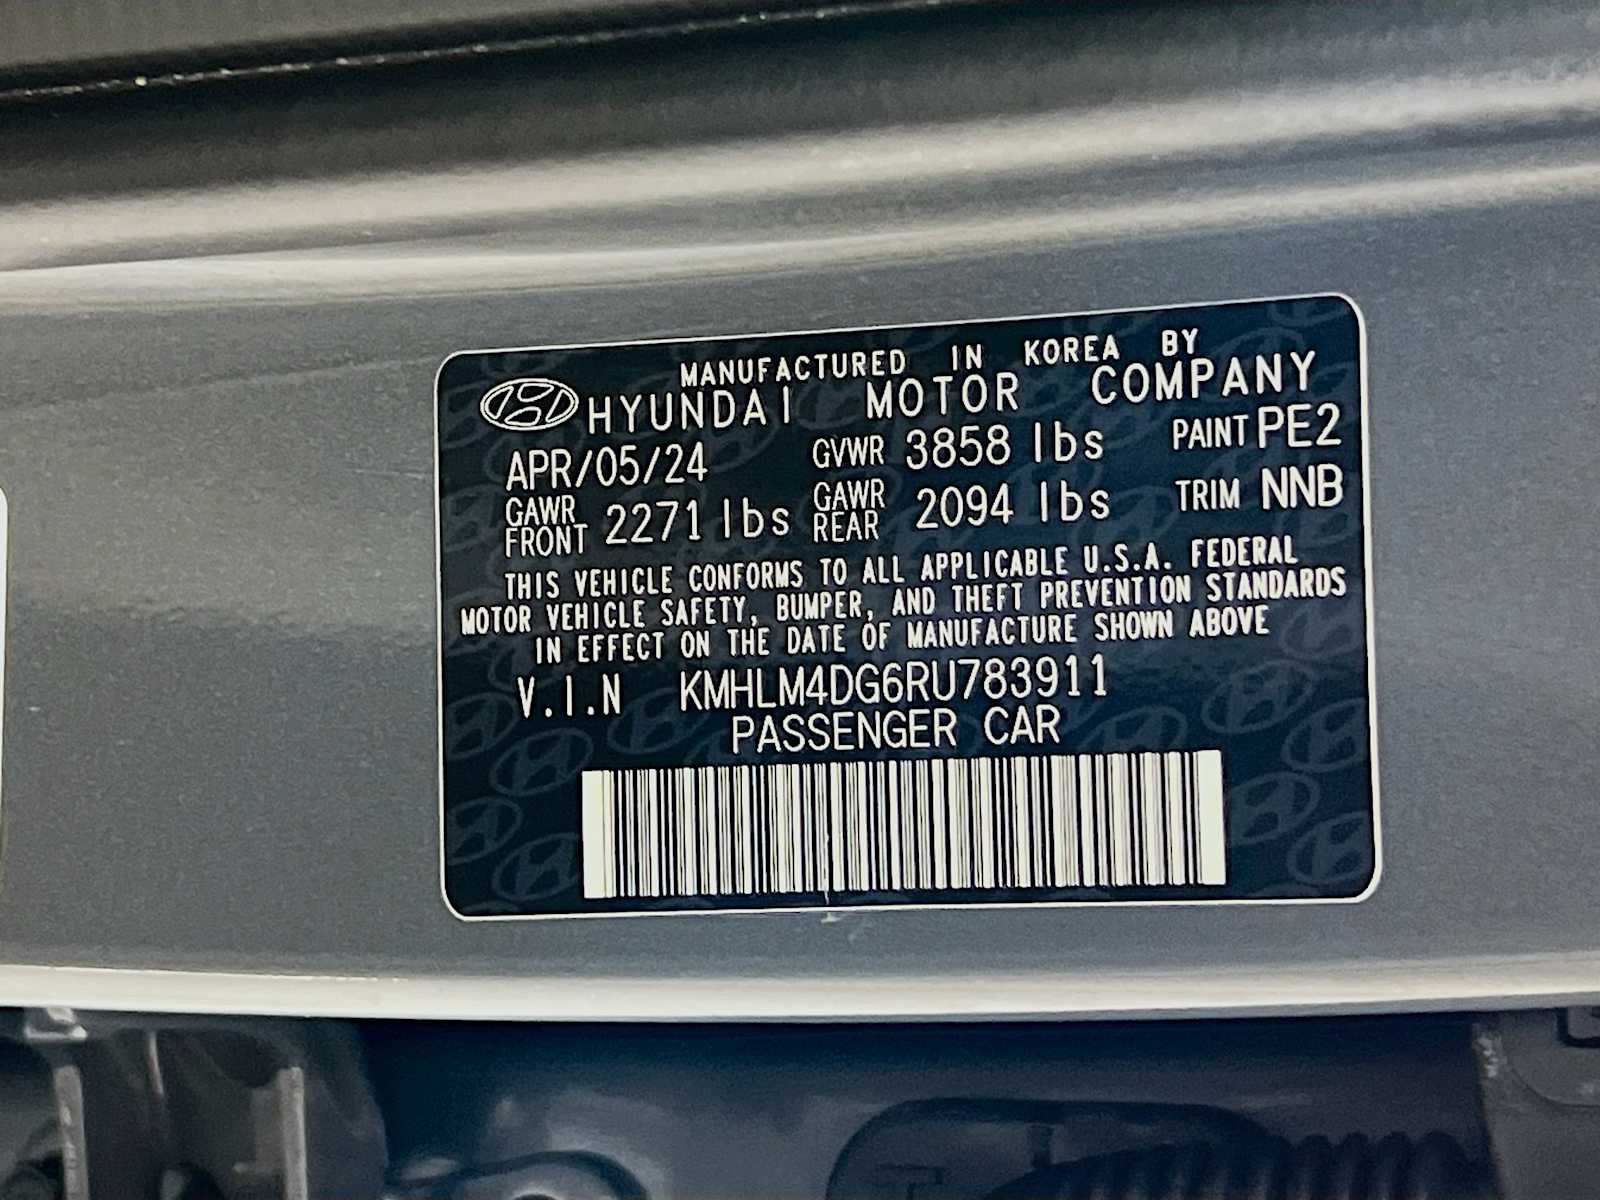 MANUFACTURED IN KOREA BY
HYUNDAI MOTOR COMPANY
APR/05/24 GVWR 3858 lbs PAINT PE2
GAWR FRONT 2271 lbs GAWR REAR 2094 lbs TRIM NNB
THIS VEHICLE CONFORMS TO ALL APPLICABLE U.S.A. FEDERAL
MOTOR VEHICLE SAFETY, BUMPER, AND THEFT PREVENTION STANDARDS
IN EFFECT ON THE DATE OF MANUFACTURE SHOWN ABOVE
V.I.N KMHLM4DG6RU783911
PASSENGER CAR